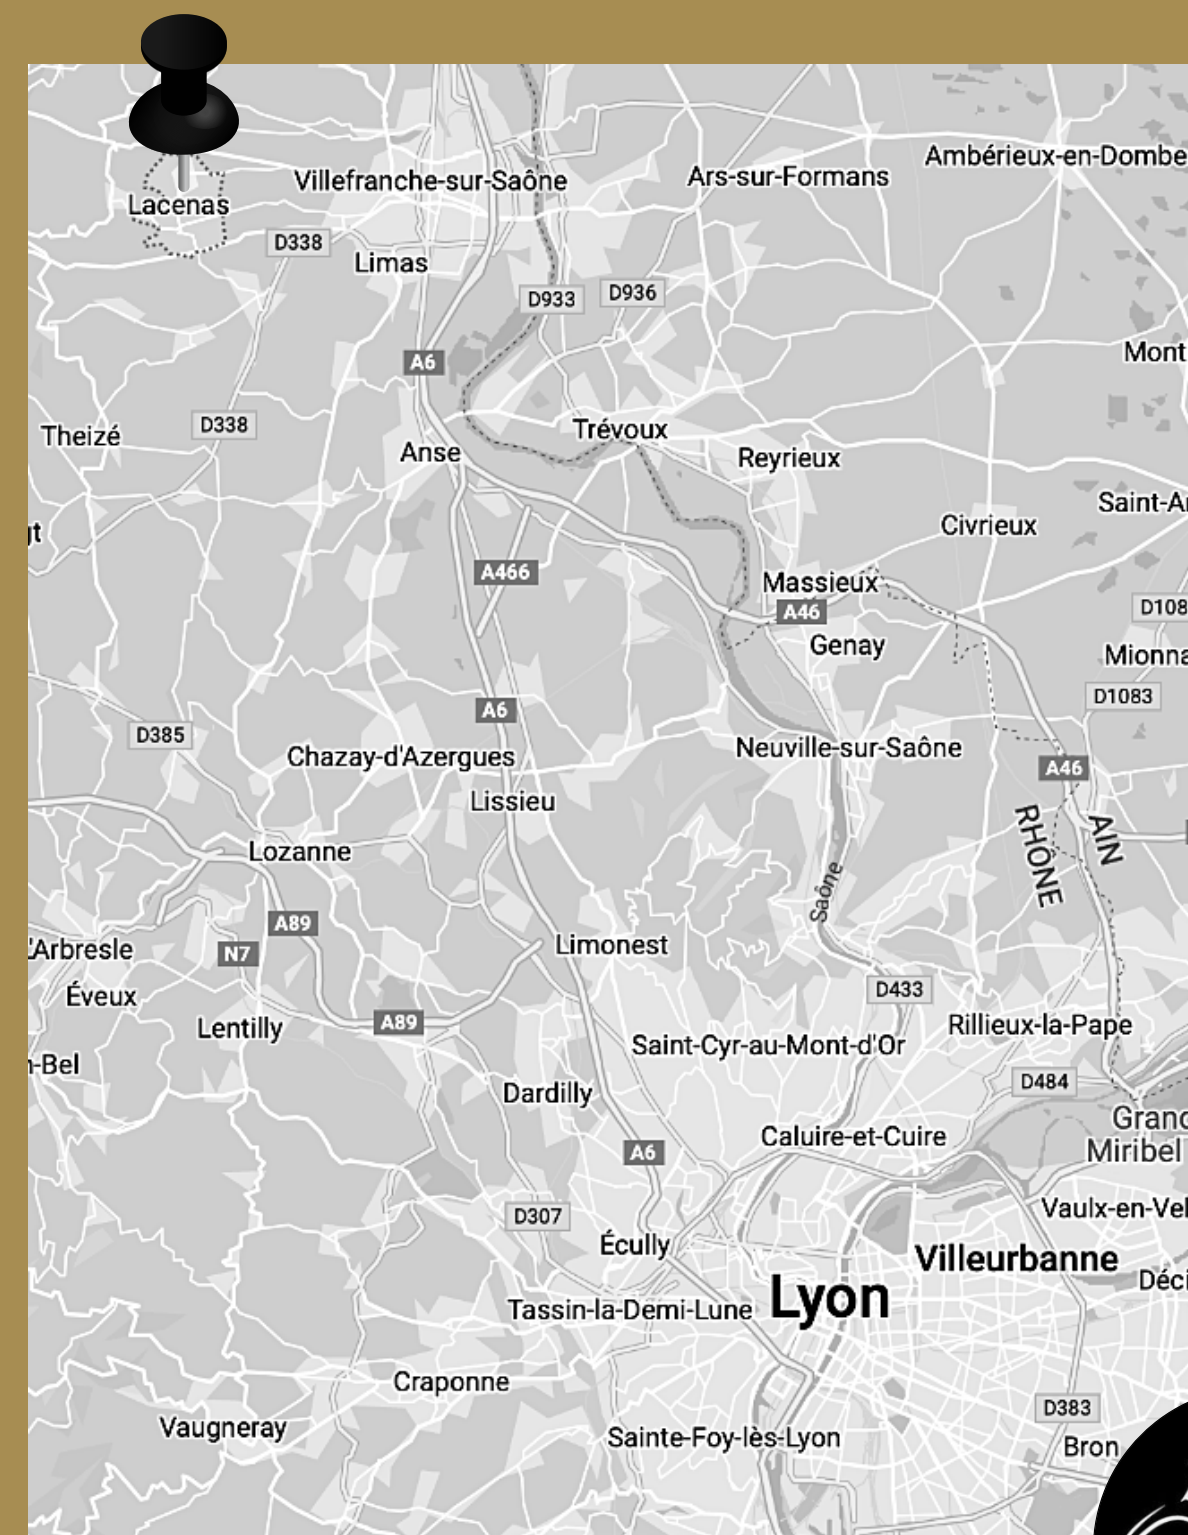 Ambérieux-en-Dombe
Villefranche-sur-Saône
Ars-sur-Formans
Lacenas
D338
Limas
D933
D936
Mont
A6
D338
Theizé
Trévoux
Anse
Reyrieux
Saint-A
Civrieux
A466
Massieux
A46
D108
Genay
Mionna
D1083
A6
D385
Neuville-sur-Saône
Chazay-d'Azergues
A46
Lissieu
RHÔNE
AIN
Lozanne
Saône
A89
L'Arbresle
N7
Limonest
Éveux
D433
Lentilly
A89
Rillieux-la-Pape
Saint-Cyr-au-Mont-d'Or
n-Bel
D484
Dardilly
Grand
Miribel
Caluire-et-Cuire
A6
Vaulx-en-Vel
D307
Écully
Villeurbanne
Déci
Lyon
Tassin-la-Demi-Lune
Craponne
D383
Vaugneray
Sainte-Foy-lès-Lyon
Bron